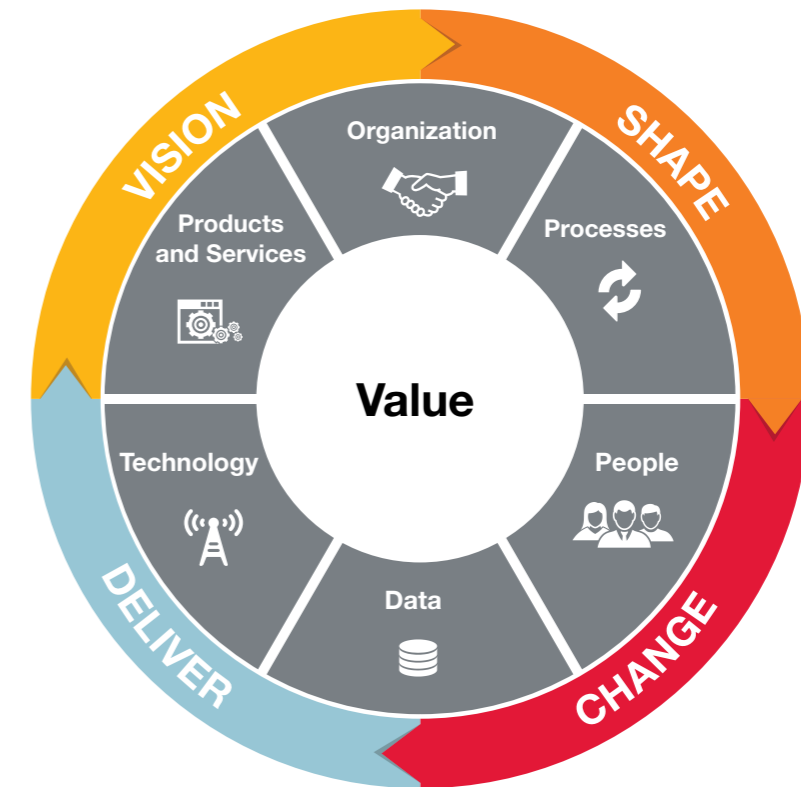 VISION
SHAPE
Organization
Products
and Services
Processes
Value
Technology
People
Data
DELIVER
CHANGE